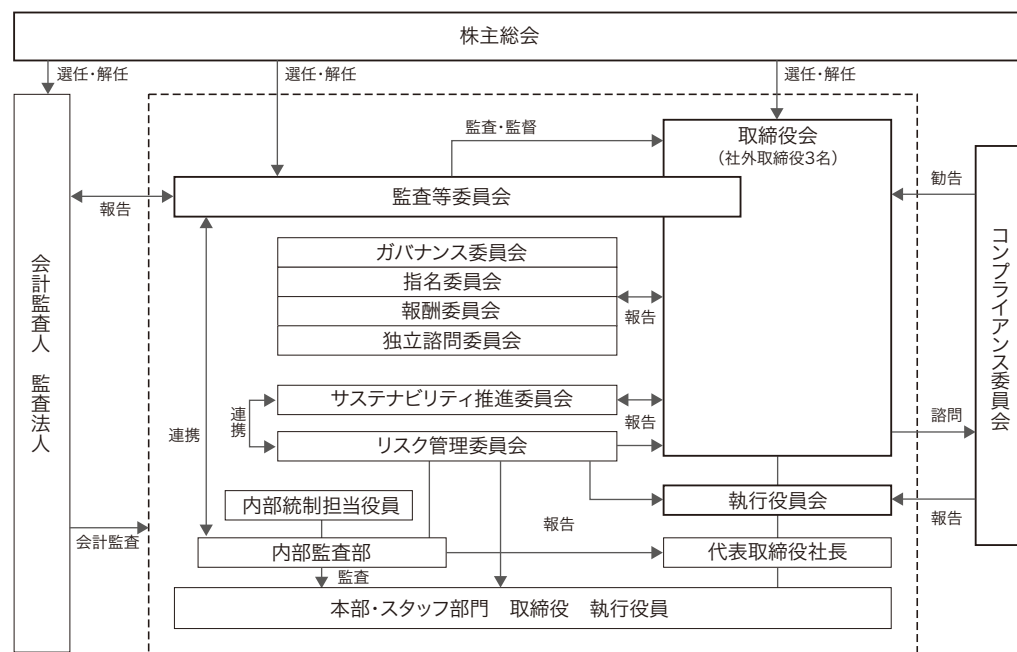 株主総会
選任・解任
選任・解任
選任・解任
監査・監督
取締役会
（社外取締役3名）
監査等委員会
勧告
報告
ガバナンス委員会
指名委員会
報酬委員会
独立諮問委員会
報告
会計監査人 監査法人
コンプライアンス委員会
サステナビリティ推進委員会
報告
連携
連携
リスク管理委員会
諮問
内部統制担当役員
執行役員会
報告
報告
会計監査
内部監査部
代表取締役社長
監査
本部・スタッフ部門　取締役　執行役員